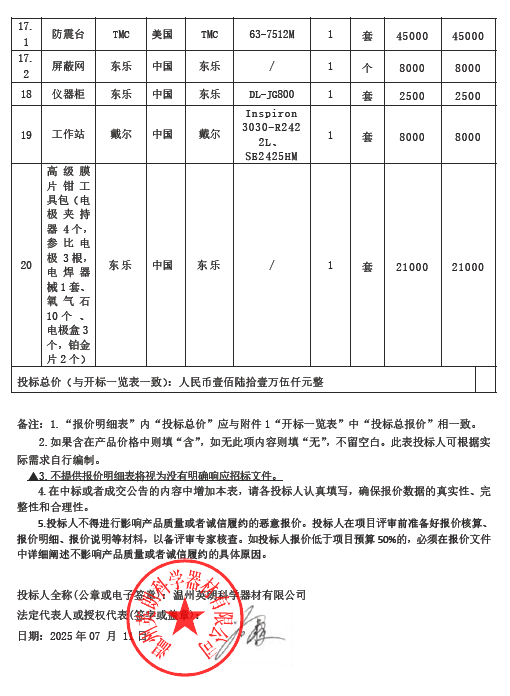 17.1 防震台 TMC 美国 TMC 63-7512M 1 套 45000 45000
17.2 屏蔽网 东乐 中国 东乐 / 1 个 8000 8000
18 仪器柜 东乐 中国 东乐 DL-JG800 1 套 2500 2500
19 工作站 戴尔 中国 戴尔 Inspiron 3030-R2422L、SE2425HM 1 套 8000 8000
20 高级膜片钳工具包（电极夹持器 4个，参比电极 3根，电焊器械1套、氧气石10个、电极盒3个，铂金片2个） 东乐 中国 东乐 / 1 套 21000 21000
投标总价（与开标一览表一致）：人民币壹佰陆拾壹万伍仟元整
备注：1.“报价明细表”内“投标总价”应与附件 1“开标一览表”中“投标总报价”相一致。
2.如果含在产品价格中则填“含”，如无此项内容则填“无”，不留空白。此表投标人可根据实
际需求自行编制。
▲3.不提供报价明细表将视为没有明确响应招标文件。
4.在中标或者成交公告的内容中增加本表，请各投标人认真填写，确保报价数据的真实性、完
整性和合理性。
5.投标人不得进行影响产品质量或者诚信履约的恶意报价。投标人在项目评审前准备好报价核算、
报价明细、报价说明等材料，以备评审专家核查。如投标人报价低于项目预算 50%的，必须在报价文件
中详细阐述不影响产品质量或者诚信履约的具体原因。
投标人全称(公章或电子签章)：温州英朗科学器材有限公司
法定代表人或授权代表(签字或盖章)：
日期：2025年07 月 11 日
温州英朗科学器材有限公司